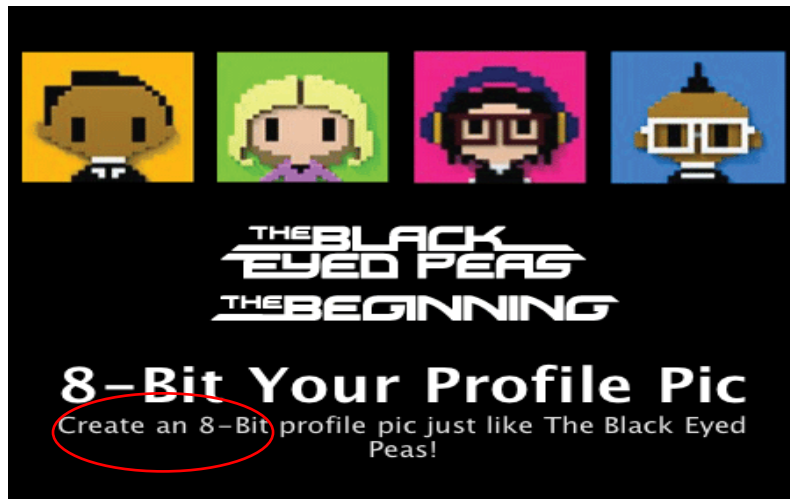 THE BLACK
EYED PEAS
THE BEGINNING
8-Bit Your Profile Pic
Create an 8-Bit profile pic just like The Black Eyed
Peas!